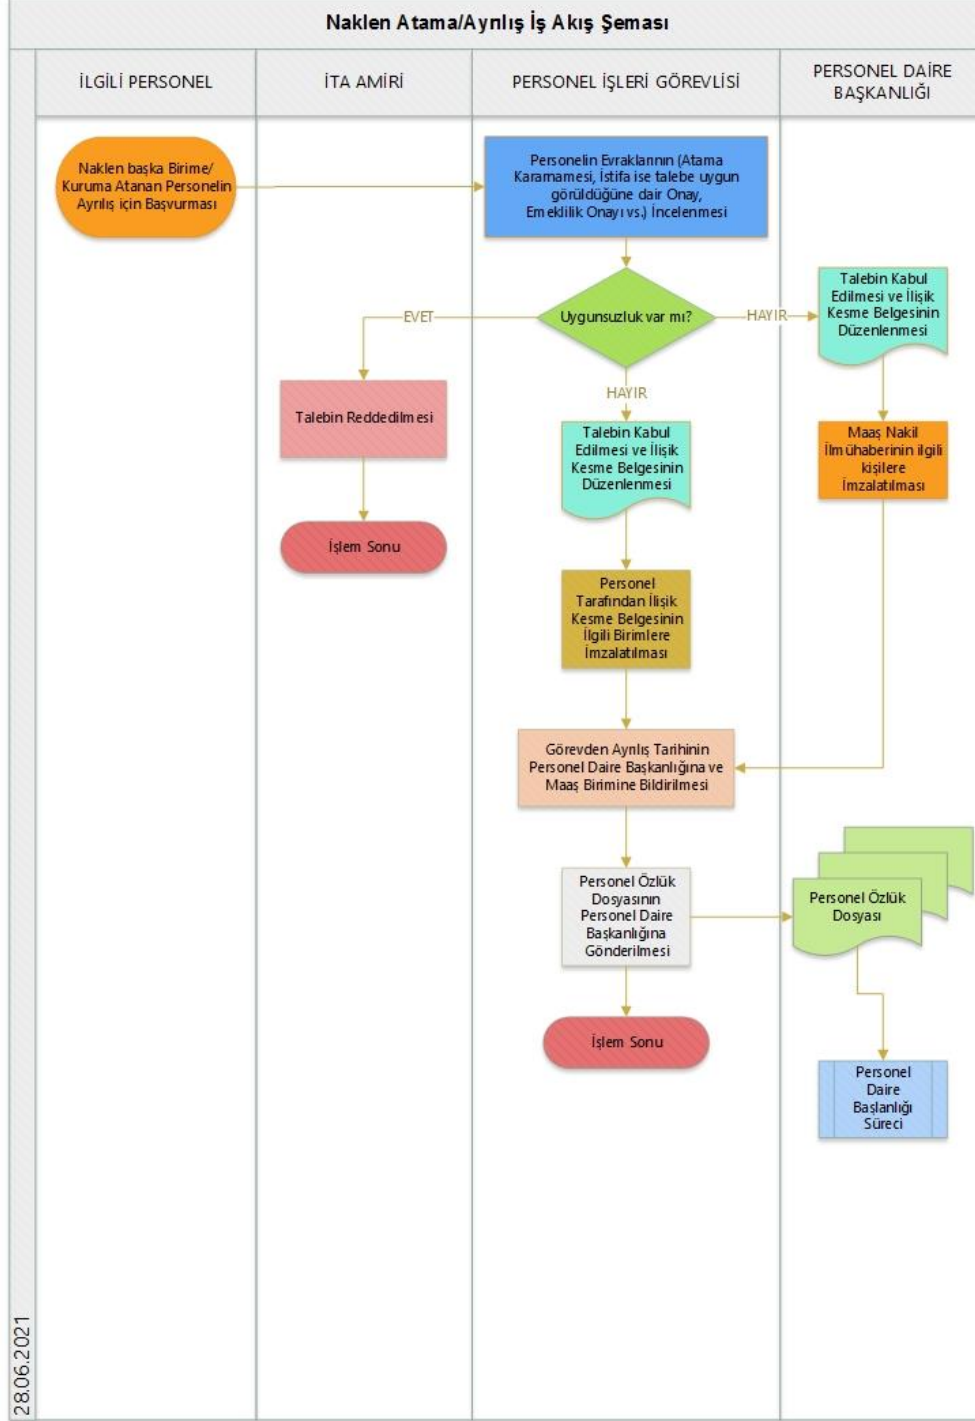 Naklen Atama/Ayrılış İş Akış Şeması
İLGİLİ PERSONEL
İTA AMİRİ
PERSONEL İŞLERİ GÖREVLİSİ
PERSONEL DAİRE
BAŞKANLIĞI
Naklen başka Birime/
Kuruma Atanan Personelin
Ayrılış için Başvurması
Personelin Evraklarının (Atama
Kararnamesi, İstifa ise talebe uygun
görüldüğüne dair Onay,
Emeklilik Onayı vs.) İncelenmesi
Uygunsuzluk var mı?
EVET
HAYIR
Talebin Kabul
Edilmesi ve İlişik
Kesme Belgesinin
Düzenlenmesi
Talebin Reddedilmesi
HAYIR
Talebin Kabul
Edilmesi ve İlişik
Kesme Belgesinin
Düzenlenmesi
Maaş Nakil
İlmühaberinin ilgili
kişilere
İmzalatılması
İşlem Sonu
Personel
Tarafından İlişik
Kesme Belgesinin
İlgili Birimlere
İmzalatılması
Görevden Ayrılış Tarihinin
Personel Daire Başkanlığına ve
Maaş Birimine Bildirilmesi
Personel Özlük
Dosyasının
Personel Daire
Başkanlığına
Gönderilmesi
Personel Özlük
Dosyası
İşlem Sonu
Personel
Daire
Başlanlığı
Süreci
28.06.2021